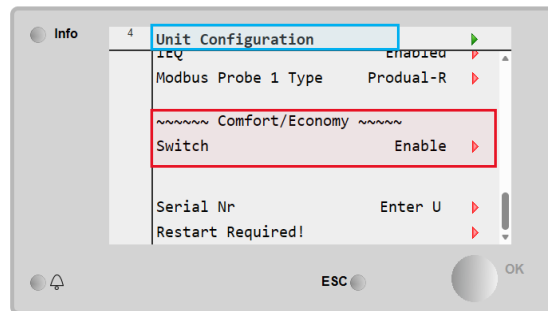 Info
4 Unit Configuration
IEQ Enabled
Modbus Probe 1 Type Produal-R
~~~~~~ Comfort/Economy ~~~~~
Switch Enable
Serial Nr Enter U
Restart Required!
ESC
OK